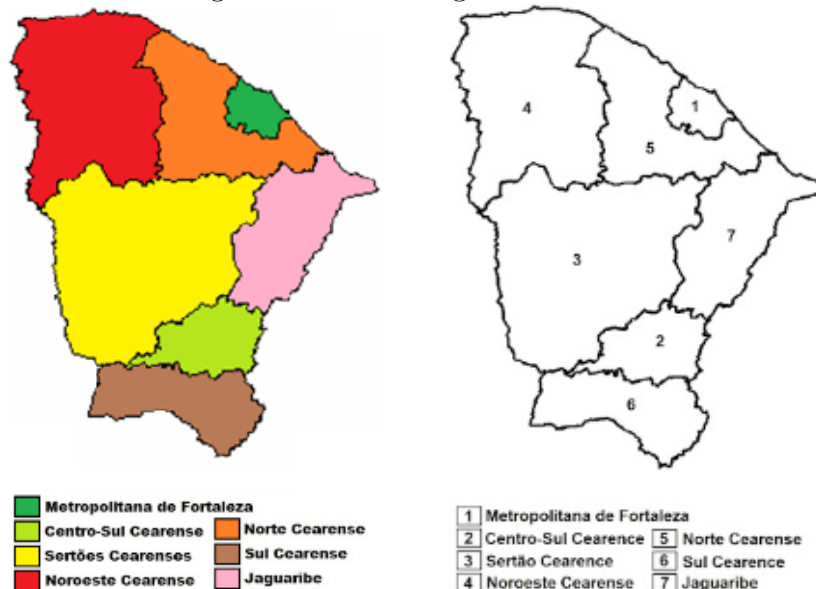 4
1
5
3
7
2
6
Metropolitana de Fortaleza
Centro-Sul Cearense
Norte Cearense
Sertões Cearenses
Sul Cearense
Noroeste Cearense
Jaguaribe
1 Metropolitana de Fortaleza
2 Centro-Sul Cearence
5 Norte Cearense
3 Sertão Cearence
6 Sul Cearence
4 Noroeste Cearense
7 Jaguaribe